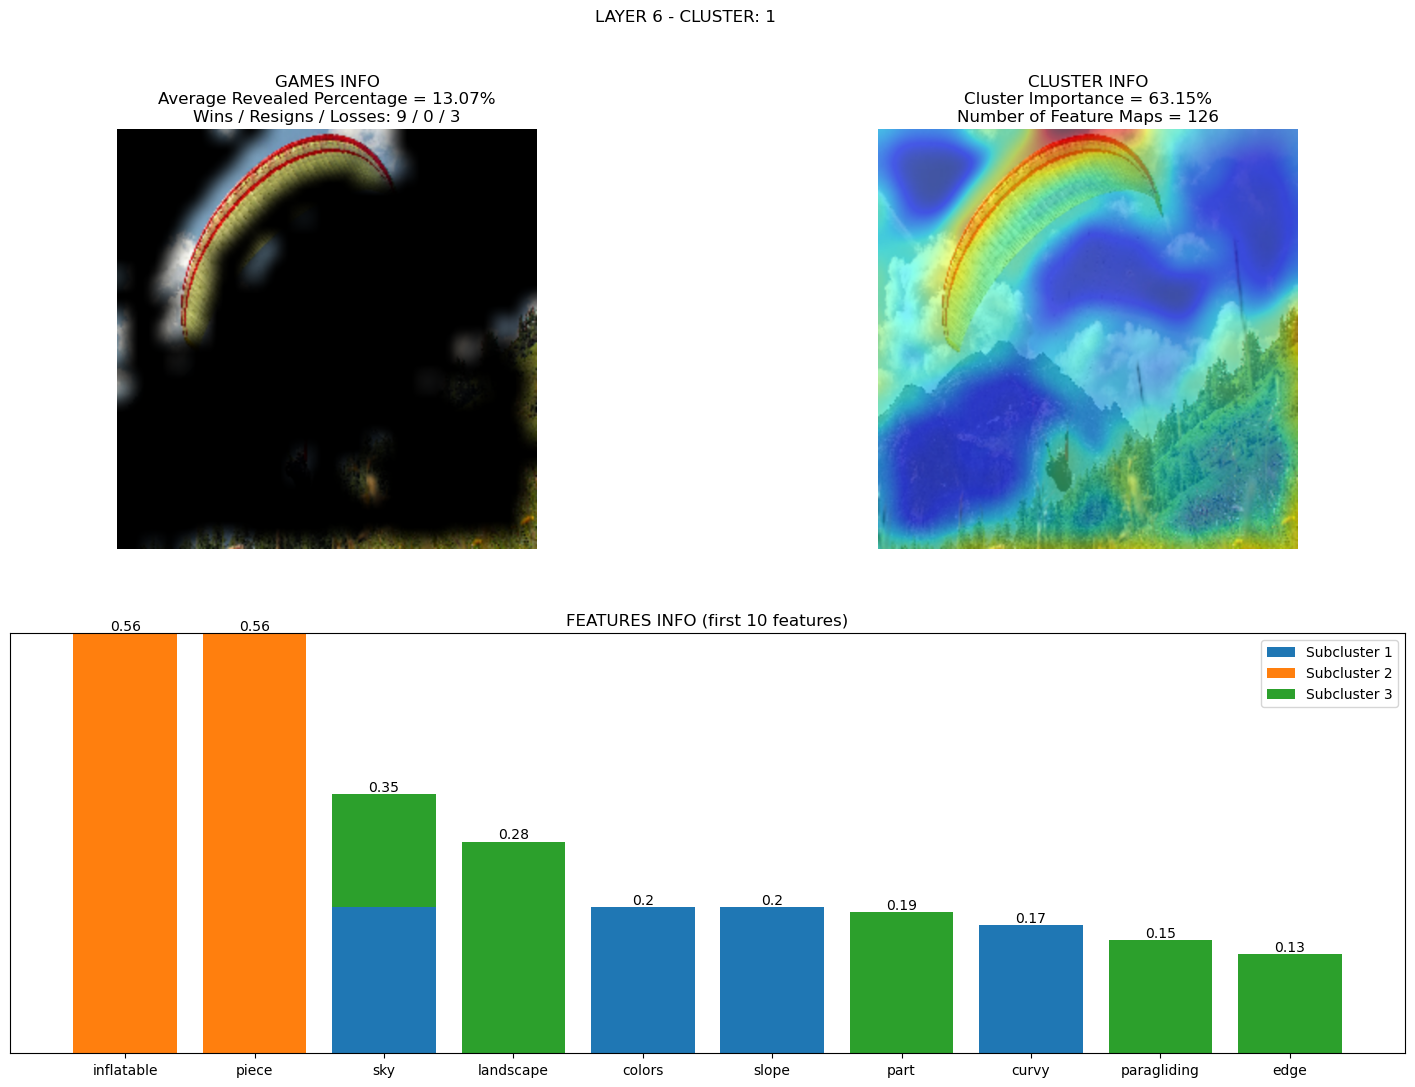 LAYER 6 - CLUSTER: 1
GAMES INFO
Average Revealed Percentage = 13.07%
Wins / Resigns / Losses: 9 / 0 / 3
CLUSTER INFO
Cluster Importance = 63.15%
Number of Feature Maps = 126
FEATURES INFO (first 10 features)
0.56
0.56
0.35
0.28
0.2
0.2
0.19
0.17
0.15
0.13
Subcluster 1
Subcluster 2
Subcluster 3
inflatable
piece
sky
landscape
colors
slope
part
curvy
paragliding
edge